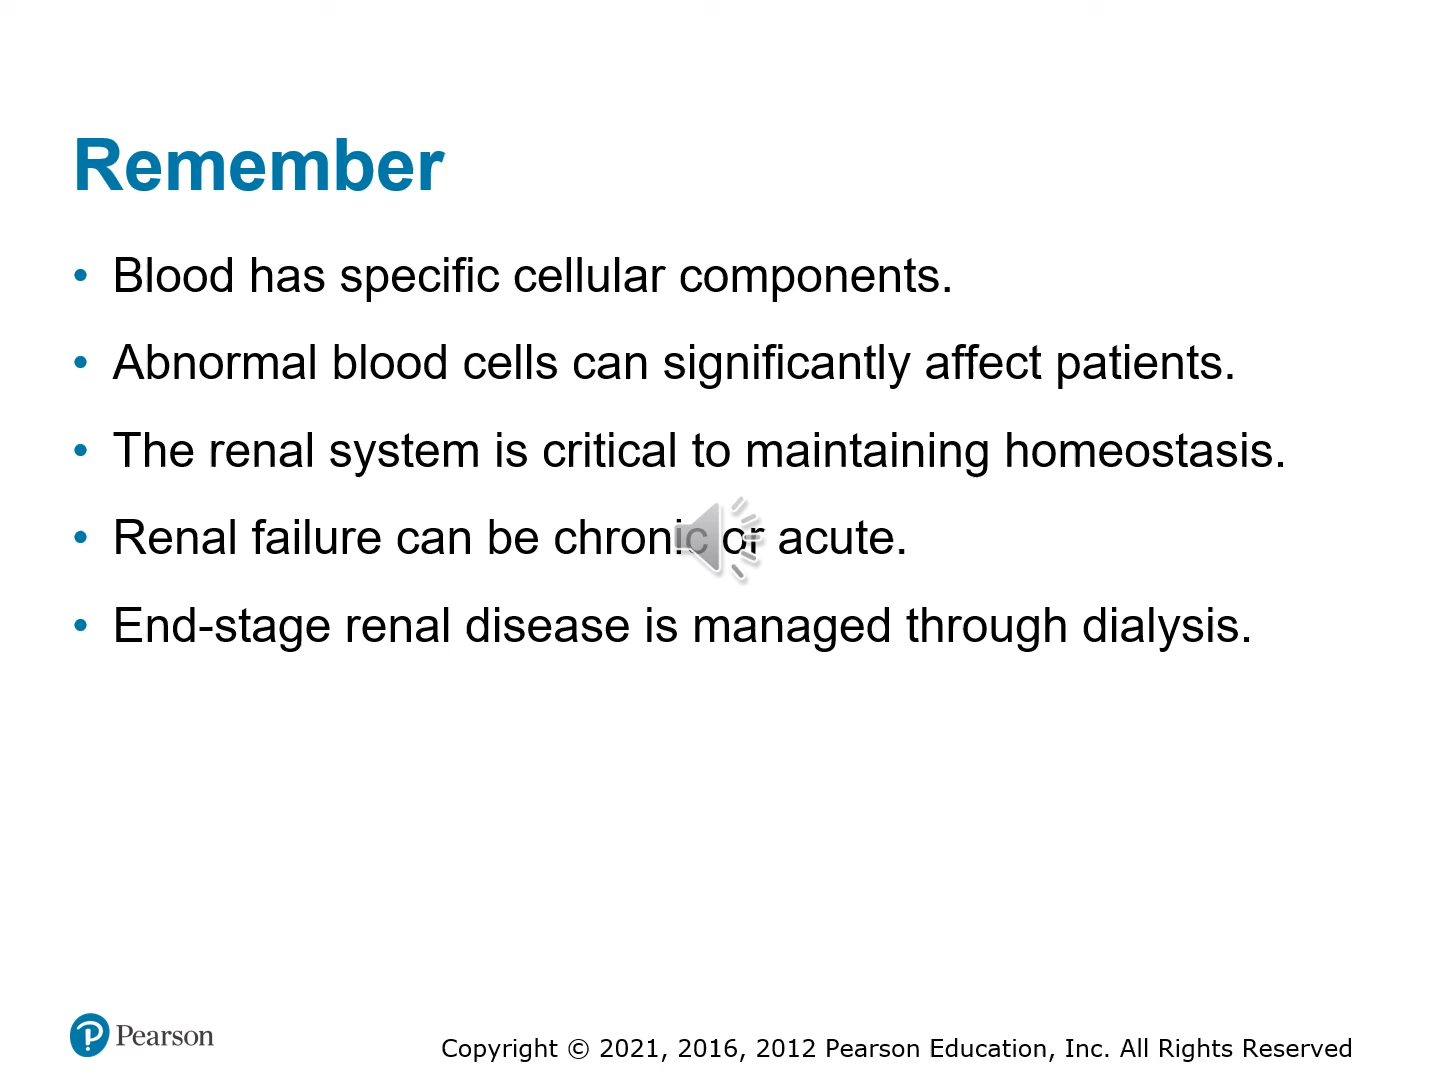 Remember
• Blood has specific cellular components.
• Abnormal blood cells can significantly affect patients.
• The renal system is critical to maintaining homeostasis.
• Renal failure can be chronic or acute.
• End-stage renal disease is managed through dialysis.
Pearson
Copyright © 2021, 2016, 2012 Pearson Education, Inc. All Rights Reserved